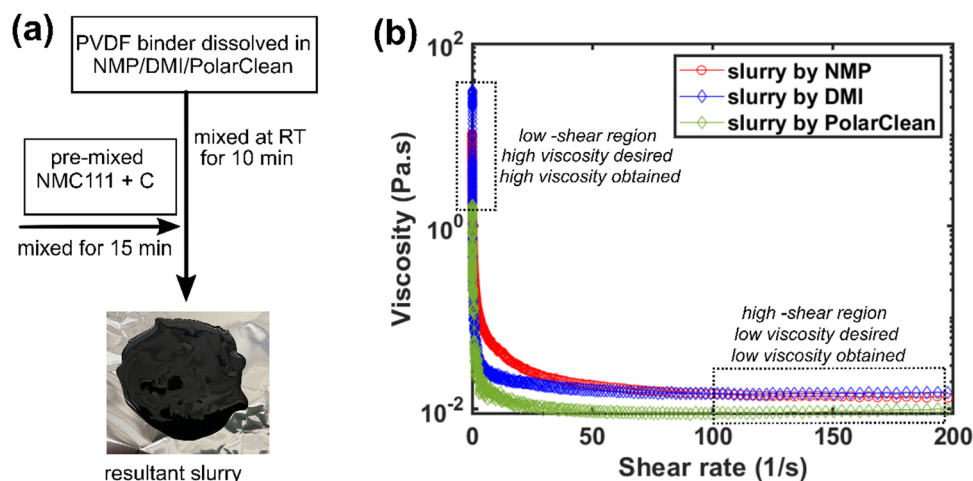 (a)
PVDF binder dissolved in
NMP/DMI/PolarClean
mixed at RT
for 10 min
pre-mixed
NMC111 + C
mixed for 15 min
resultant slurry
(b)
10^2
10^0
10^-2
Viscosity (Pa.s)
slurry by NMP
slurry by DMI
slurry by PolarClean
low -shear region
high viscosity desired
high viscosity obtained
high -shear region
low viscosity desired
low viscosity obtained
0 50 100 150 200
Shear rate (1/s)